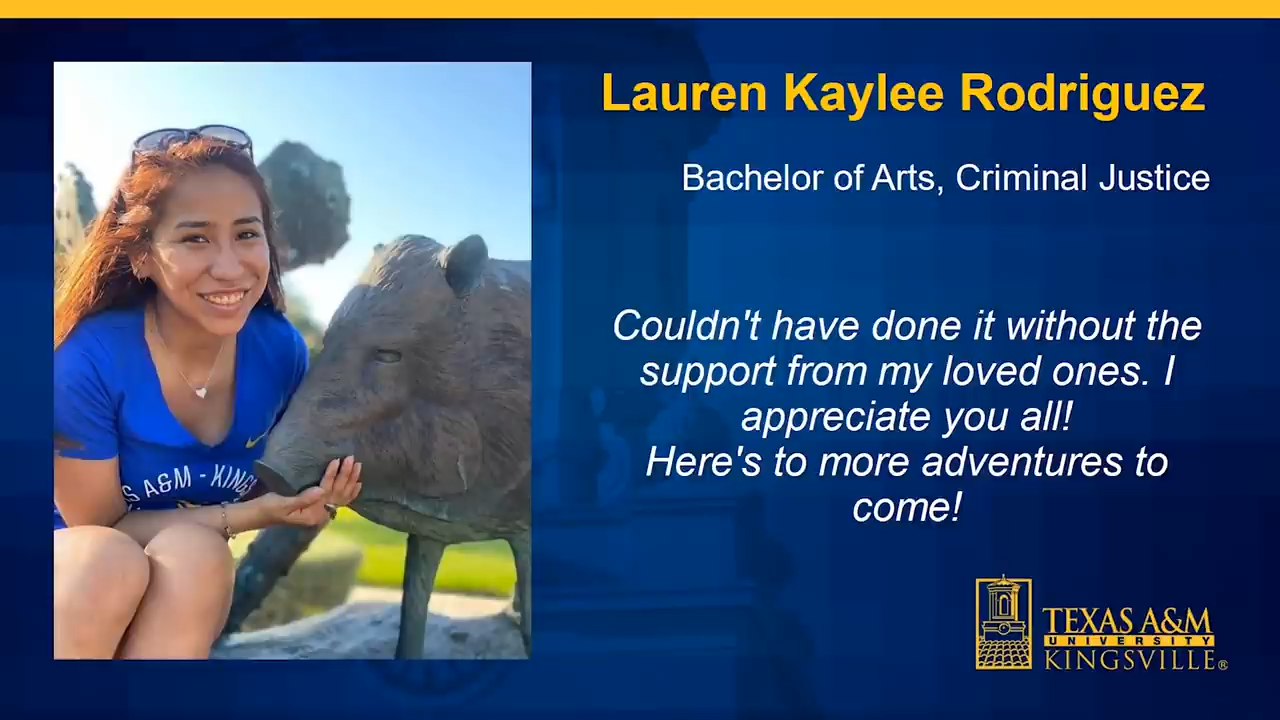 Lauren Kaylee Rodriguez
Bachelor of Arts, Criminal Justice
Couldn't have done it without the
support from my loved ones. I
appreciate you all!
Here's to more adventures to
come!
S A&M - KING
TEXAS A&M
UNIVERSITY
KINGSVILLE®